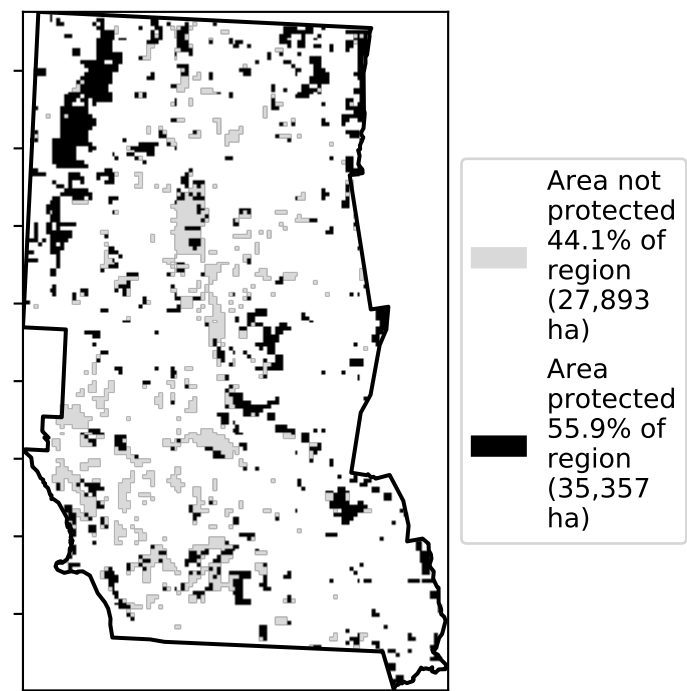 Area not
protected
44.1% of
region
(27,893
ha)
Area
protected
55.9% of
region
(35,357
ha)